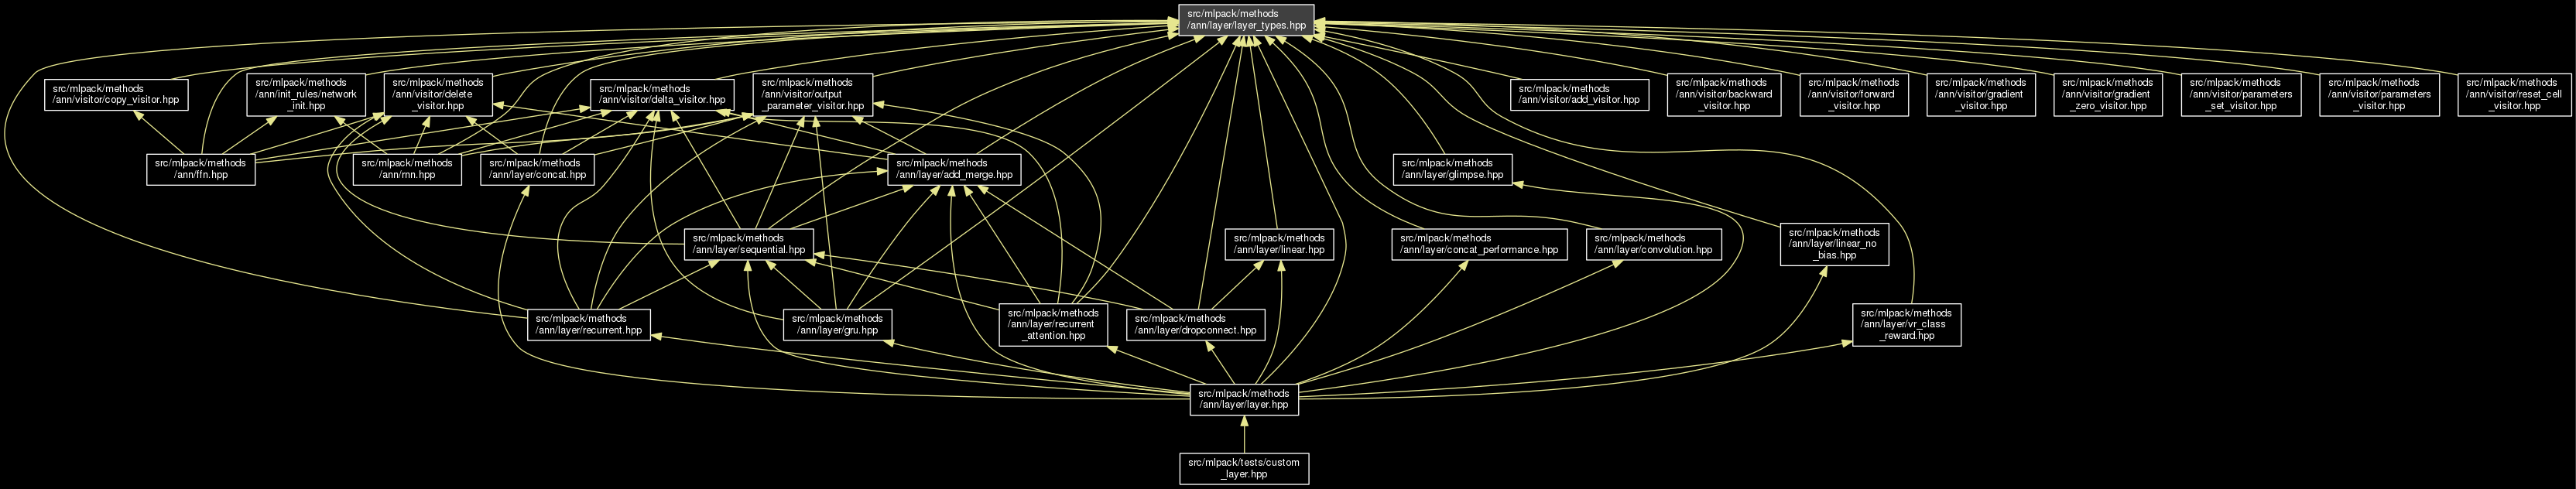 src/mlpack/methods
/ann/layer/layer_types.hpp
src/mlpack/methods
/ann/visitor/copy_visitor.hpp
src/mlpack/methods
/ann/init_rules/network
_init.hpp
src/mlpack/methods
/ann/visitor/delete
_visitor.hpp
src/mlpack/methods
/ann/visitor/delta_visitor.hpp
src/mlpack/methods
/ann/visitor/output
_parameter_visitor.hpp
src/mlpack/methods
/ann/visitor/add_visitor.hpp
src/mlpack/methods
/ann/visitor/backward
_visitor.hpp
src/mlpack/methods
/ann/visitor/forward
_visitor.hpp
src/mlpack/methods
/ann/visitor/gradient
_visitor.hpp
src/mlpack/methods
/ann/visitor/gradient
_zero_visitor.hpp
src/mlpack/methods
/ann/visitor/parameters
_set_visitor.hpp
src/mlpack/methods
/ann/visitor/parameters
_visitor.hpp
src/mlpack/methods
/ann/visitor/reset_cell
_visitor.hpp
src/mlpack/methods
/ann/ffn.hpp
src/mlpack/methods
/ann/rnn.hpp
src/mlpack/methods
/ann/layer/concat.hpp
src/mlpack/methods
/ann/layer/add_merge.hpp
src/mlpack/methods
/ann/layer/glimpse.hpp
src/mlpack/methods
/ann/layer/sequential.hpp
src/mlpack/methods
/ann/layer/linear.hpp
src/mlpack/methods
/ann/layer/concat_performance.hpp
src/mlpack/methods
/ann/layer/convolution.hpp
src/mlpack/methods
/ann/layer/linear_no
_bias.hpp
src/mlpack/methods
/ann/layer/recurrent.hpp
src/mlpack/methods
/ann/layer/gru.hpp
src/mlpack/methods
/ann/layer/recurrent
_attention.hpp
src/mlpack/methods
/ann/layer/dropconnect.hpp
src/mlpack/methods
/ann/layer/vr_class
_reward.hpp
src/mlpack/methods
/ann/layer/layer.hpp
src/mlpack/tests/custom
_layer.hpp